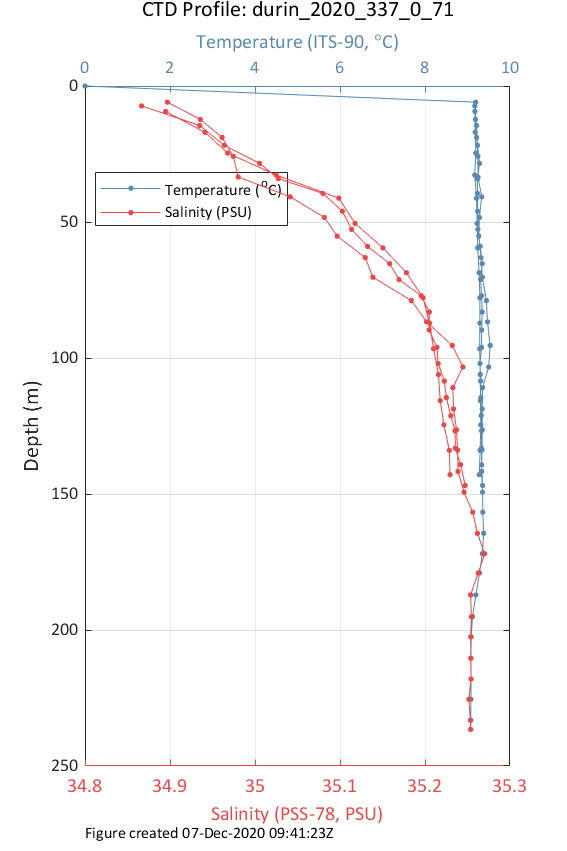 CTD Profile: durin_2020_337_0_71
Temperature (ITS-90, °C)
0 2 4 6 8 10
0
50
100
150
200
250
Depth (m)
Temperature (°C)
Salinity (PSU)
34.8 34.9 35 35.1 35.2 35.3
Salinity (PSS-78, PSU)
Figure created 07-Dec-2020 09:41:23Z